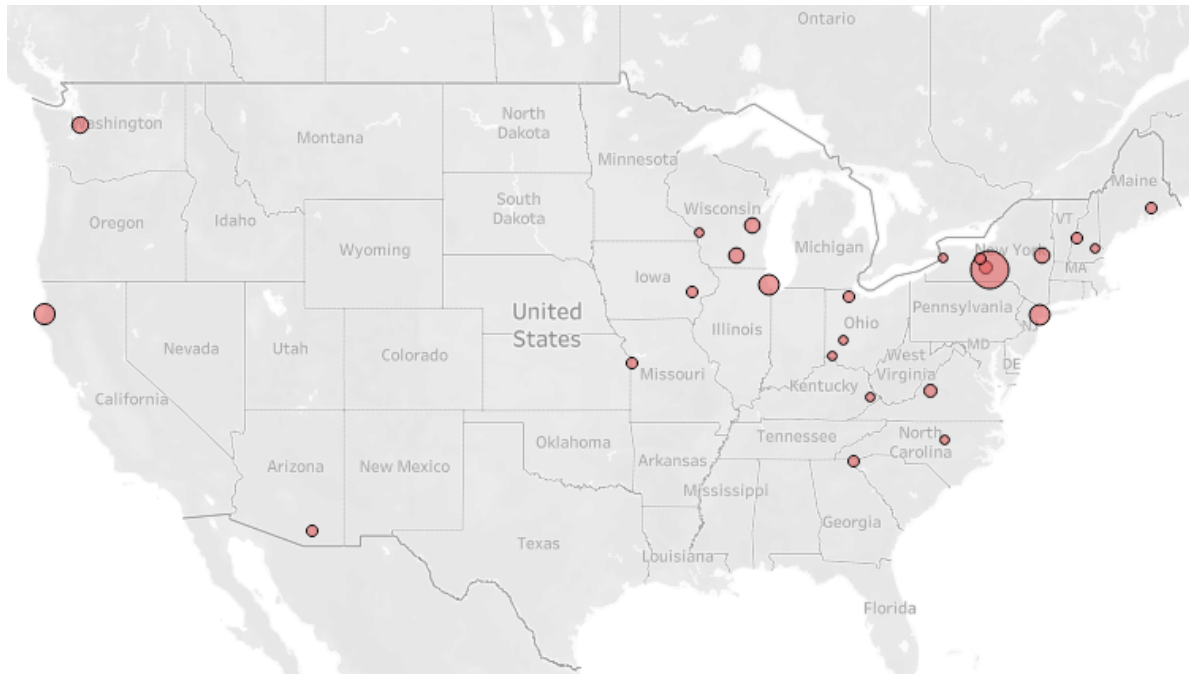 Ontario
ashington
Montana
North
Dakota
Minnesota
Maine
Oregon
Idaho
South
Dakota
Wisconsin
VT
Wyoming
Michigan
New York
MA
Iowa
Nevada
Utah
Colorado
United
States
Illinois
Ohio
Pennsylvania
NJ
MD
DE
West
Virginia
Missouri
Kentucky
California
Arizona
New Mexico
Oklahoma
Arkansas
Tennessee
North
Carolina
Mississippi
Georgia
Texas
Louisiana
Florida